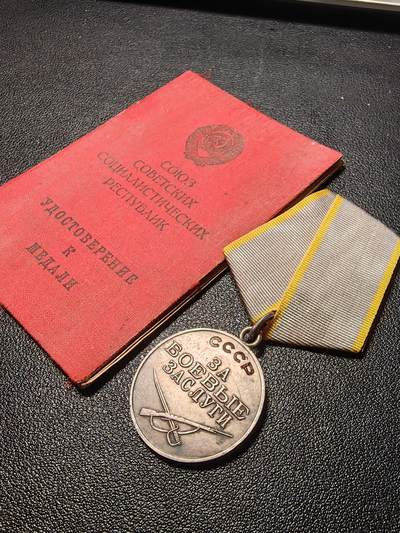 СОЮЗ
СОВЕТСКИХ
СОЦИАЛИСТИЧЕСКИХ
РЕСПУБЛИК
УДОСТОВЕРЕНИЕ
К
МЕДАЛИ
СССР
ЗА
БОЕВЫЕ
ЗАСЛУГИ